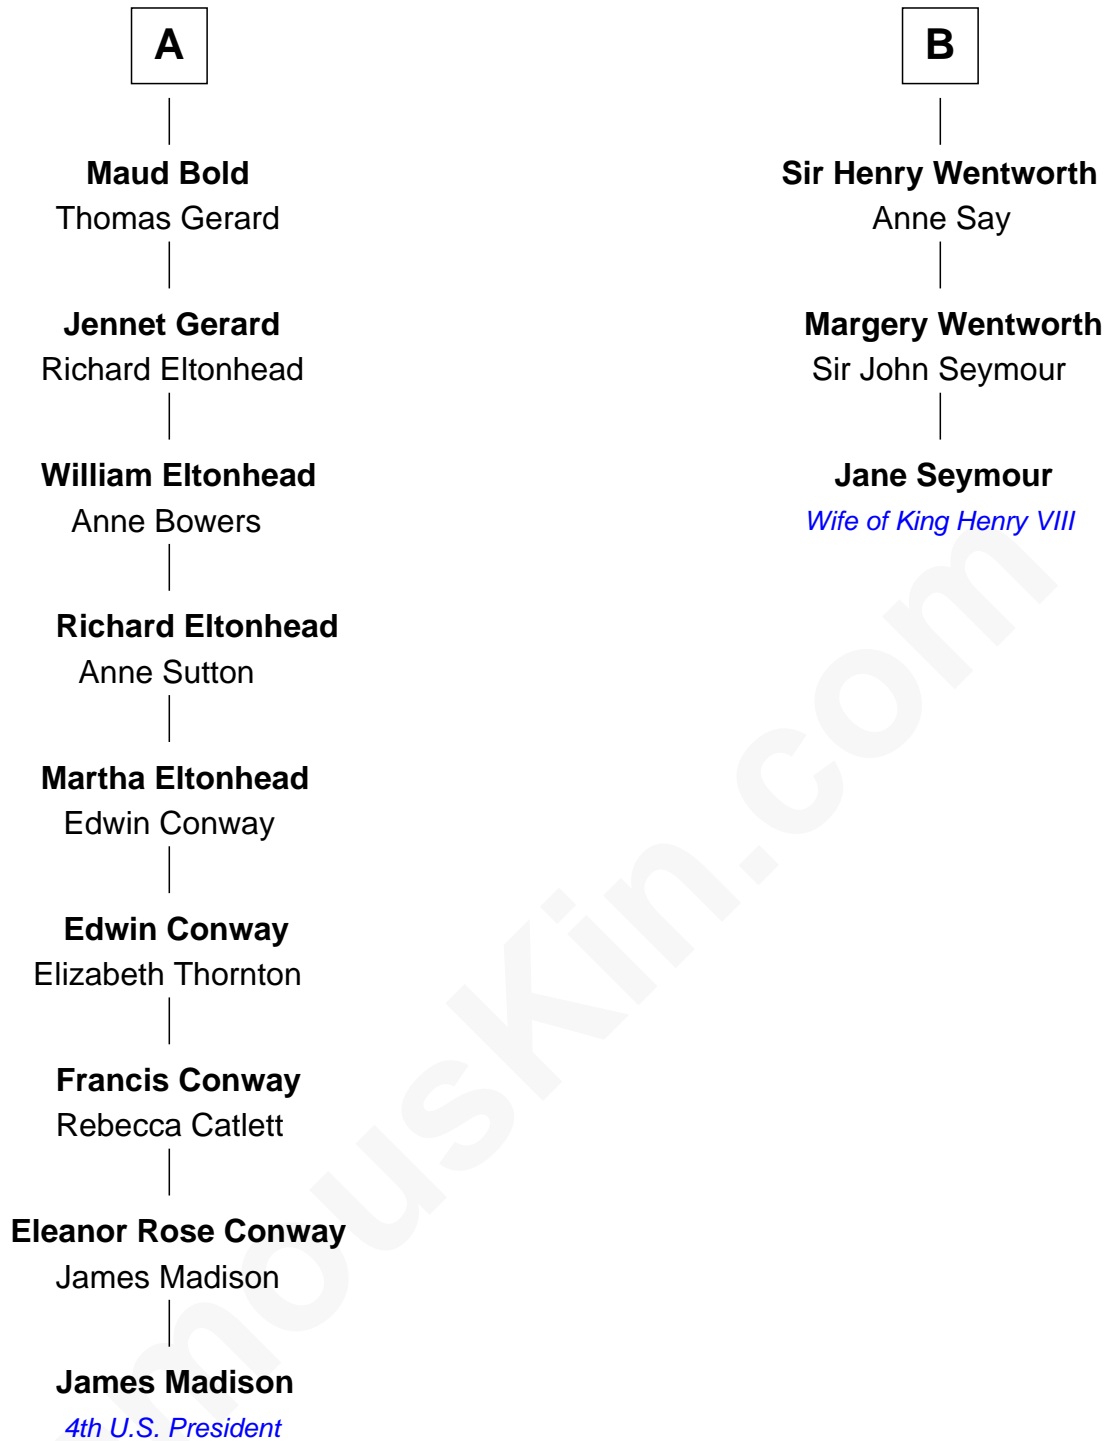 A
Maud Bold
Thomas Gerard
Jennet Gerard
Richard Eltonhead
William Eltonhead
Anne Bowers
Richard Eltonhead
Anne Sutton
Martha Eltonhead
Edwin Conway
Edwin Conway
Elizabeth Thornton
Francis Conway
Rebecca Catlett
Eleanor Rose Conway
James Madison
James Madison
4th U.S. President
B
Sir Henry Wentworth
Anne Say
Margery Wentworth
Sir John Seymour
Jane Seymour
Wife of King Henry VIII
mouskin.com